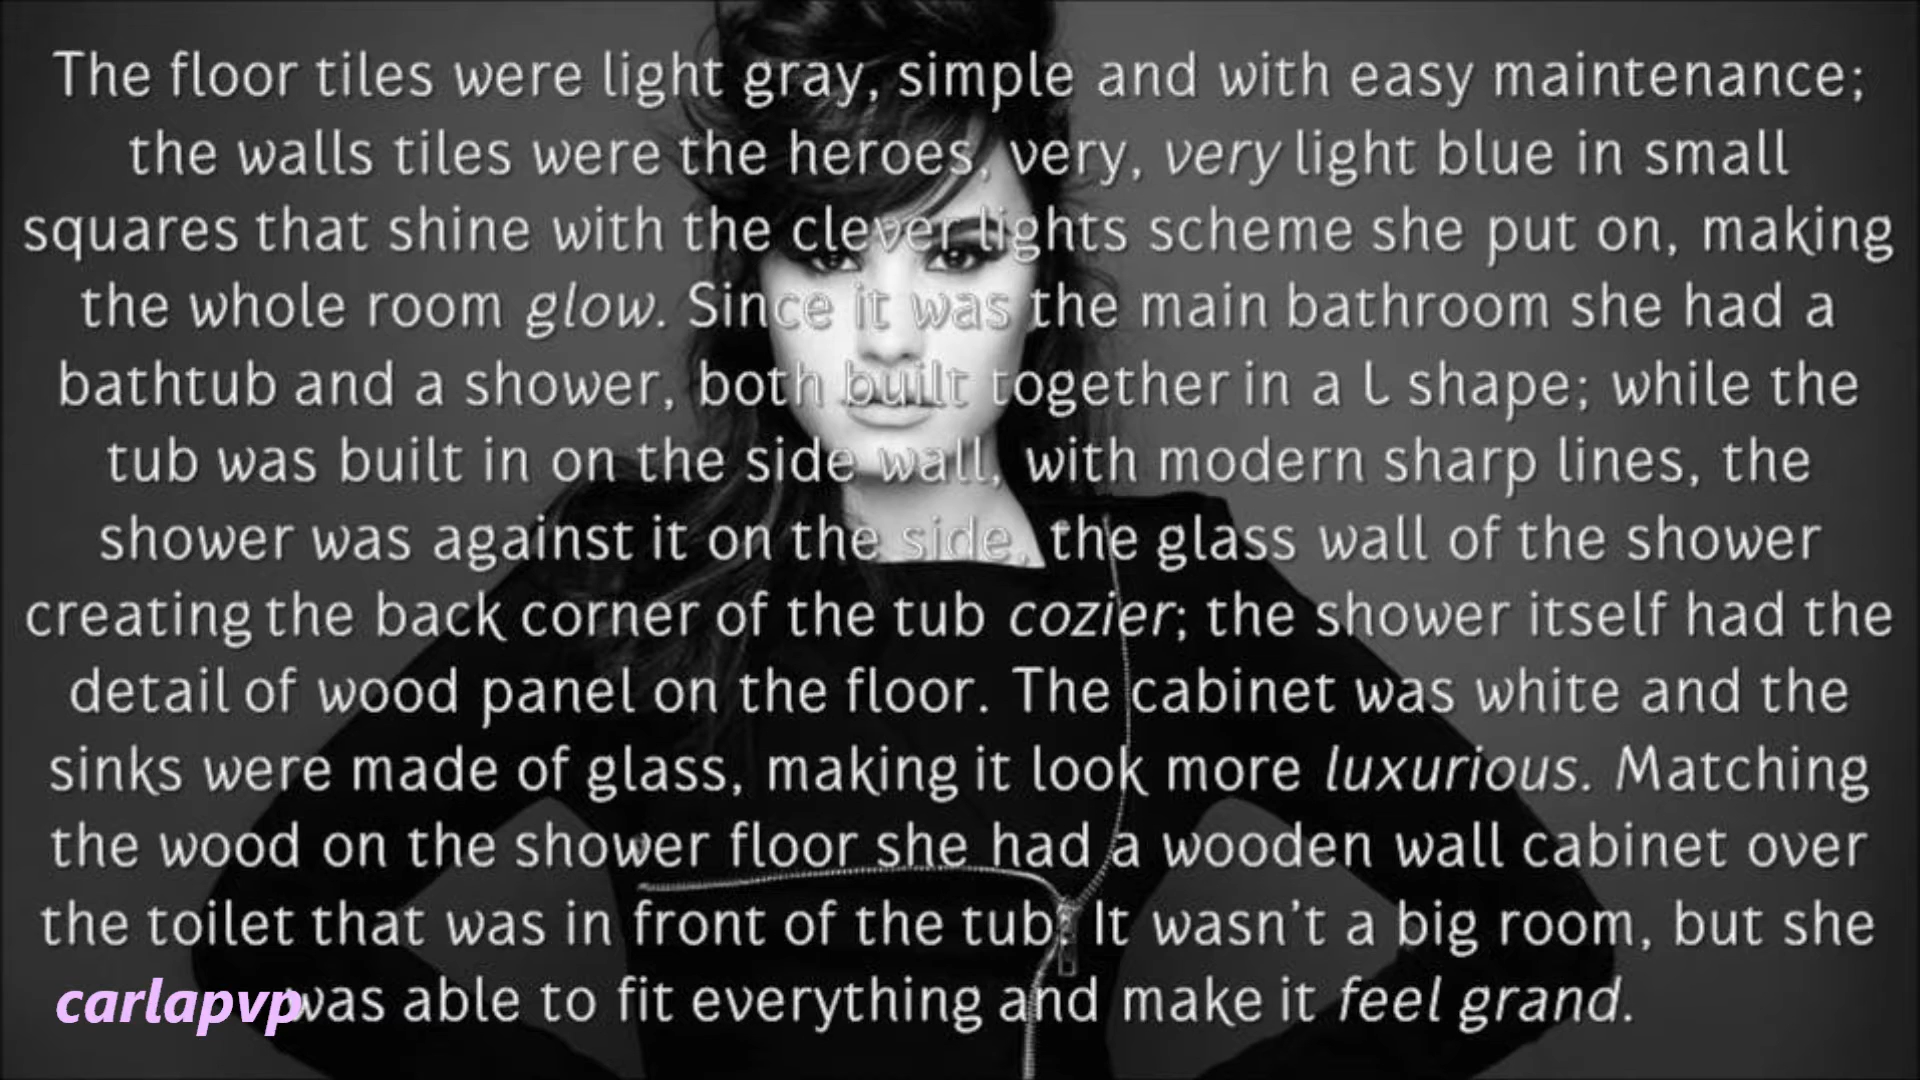 The floor tiles were light gray, simple and with easy maintenance;
the walls tiles were the heroes, very, very light blue in small
squares that shine with the clever lights scheme she put on, making
the whole room glow. Since it was the main bathroom she had a
bathtub and a shower, both built together in a L shape; while the
tub was built in on the side wall, with modern sharp lines, the
shower was against it on the side, the glass wall of the shower
creating the back corner of the tub cozier; the shower itself had the
detail of wood panel on the floor. The cabinet was white and the
sinks were made of glass, making it look more luxurious. Matching
the wood on the shower floor she had a wooden wall cabinet over
the toilet that was in front of the tub. It wasn't a big room, but she
was able to fit everything and make it feel grand.
carlapvp